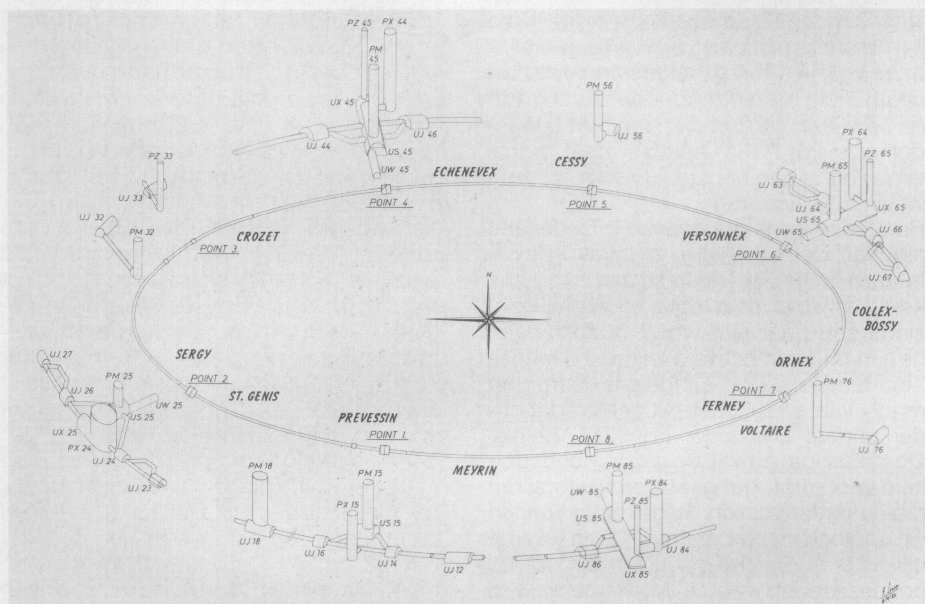 PZ 45
PX 44
PM
45
UX 45
UJ 44
UJ 46
US 45
UW 45
PM 56
UJ 56
PX 64
PZ 65
PM 65
UJ 63
UJ 64
US 65
UX 65
UW 65
UJ 66
UJ 67
PZ 33
UJ 33
UJ 32
PM 32
ECHENEVEX
CESSY
POINT 4
POINT 5
CROZET
POINT 3
VERSONNEX
POINT 6
N
COLLEX-
BOSSY
SERGY
POINT 2
ST. GENIS
PREVESSIN
POINT 1
MEYRIN
POINT 8
ORNEX
POINT 7
FERNEY
VOLTAIRE
UJ 27
UJ 26
PM 25
UW 25
US 25
UX 25
PX 24
UJ 24
UJ 23
PM 76
UJ 76
PM 18
PM 15
PX 15
US 15
UJ 18
UJ 16
UJ 14
UJ 12
PM 85
PX 84
UW 85
PZ 85
US 85
UJ 86
UJ 84
UX 85